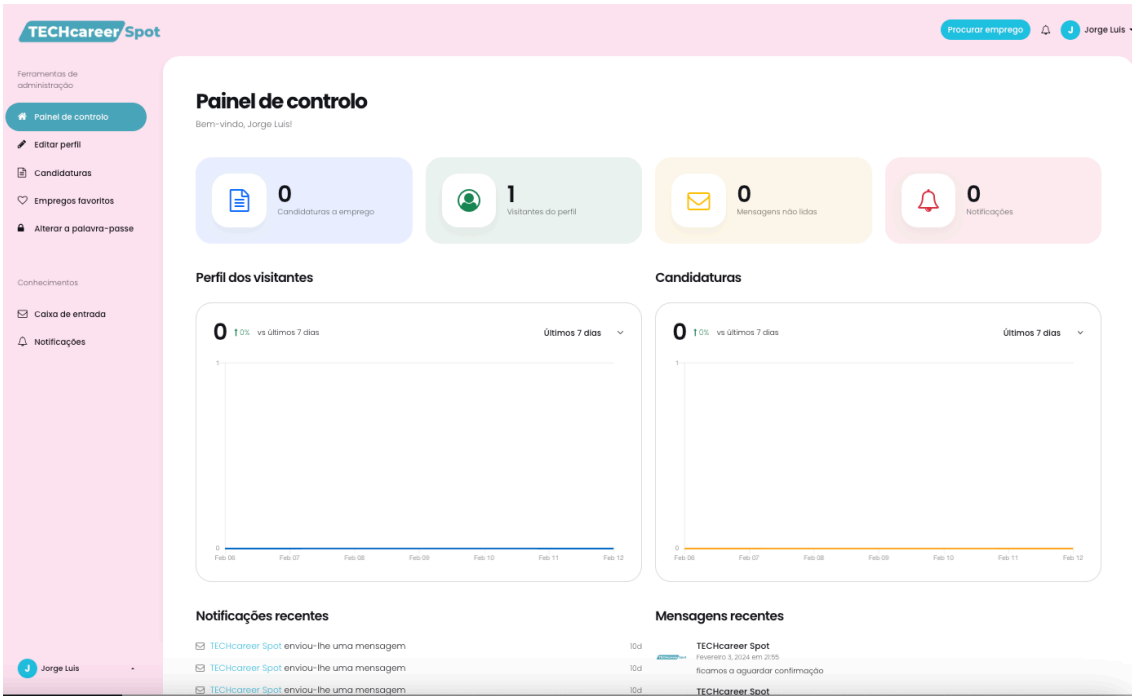 TECHcareer Spot
Procurar emprego
J Jorge Luis
Ferramentas de
administração
Painel de controlo
Editar perfil
Candidaturas
Empregos favoritos
Alterar a palavra-passe
Conhecimentos
Caixa de entrada
Notificações
J Jorge Luis
Painel de controlo
Bem-vindo, Jorge Luis!
0
Candidaturas a emprego
1
Visitantes do perfil
0
Mensagens não lidas
0
Notificações
Perfil dos visitantes
0 0% vs últimos 7 dias Últimos 7 dias
1
0
Feb 06 Feb 07 Feb 08 Feb 09 Feb 10 Feb 11 Feb 12
Candidaturas
0 0% vs últimos 7 dias Últimos 7 dias
1
0
Feb 06 Feb 07 Feb 08 Feb 09 Feb 10 Feb 11 Feb 12
Notificações recentes
TECHcareer Spot enviou-lhe uma mensagem 10d
TECHcareer Spot enviou-lhe uma mensagem 10d
TECHcareer Spot enviou-lhe uma mensagem 10d
Mensagens recentes
TECHcareer Spot
Fevereiro 3, 2024 em 21:55
ficamos a aguardar confirmação
TECHcareer Spot